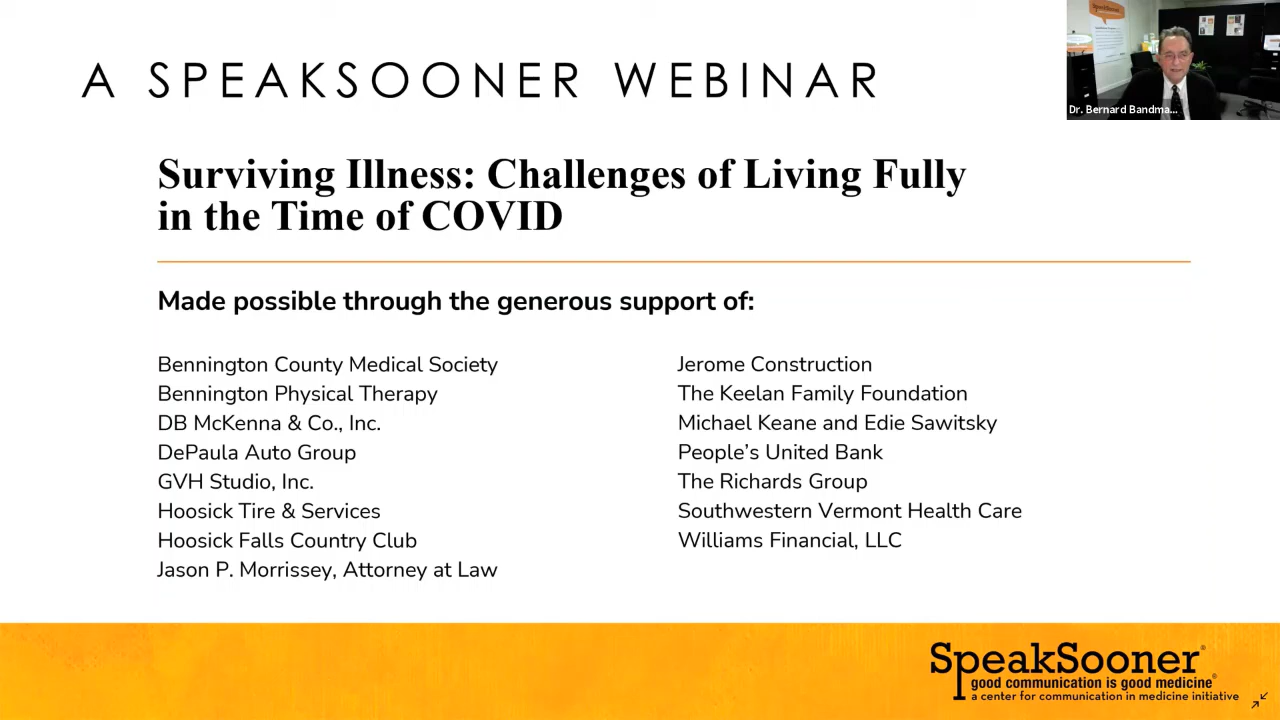 A SPEAKSOONER WEBINAR
Dr. Bernard Bandma...
Surviving Illness: Challenges of Living Fully
in the Time of COVID
Made possible through the generous support of:
Bennington County Medical Society
Bennington Physical Therapy
DB McKenna & Co., Inc.
DePaula Auto Group
GVH Studio, Inc.
Hoosick Tire & Services
Hoosick Falls Country Club
Jason P. Morrissey, Attorney at Law
Jerome Construction
The Keelan Family Foundation
Michael Keane and Edie Sawitsky
People's United Bank
The Richards Group
Southwestern Vermont Health Care
Williams Financial, LLC
SpeakSooner®
good communication is good medicine®
a center for communication in medicine initiative